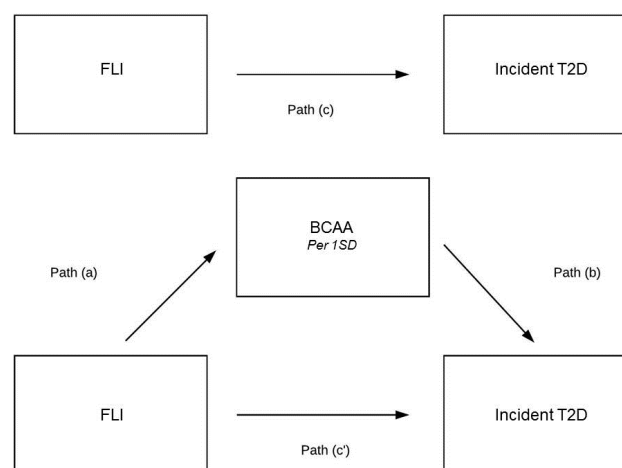 FLI
Incident T2D
Path (c)
BCAA
Per 1SD
Path (a)
Path (b)
FLI
Incident T2D
Path (c')